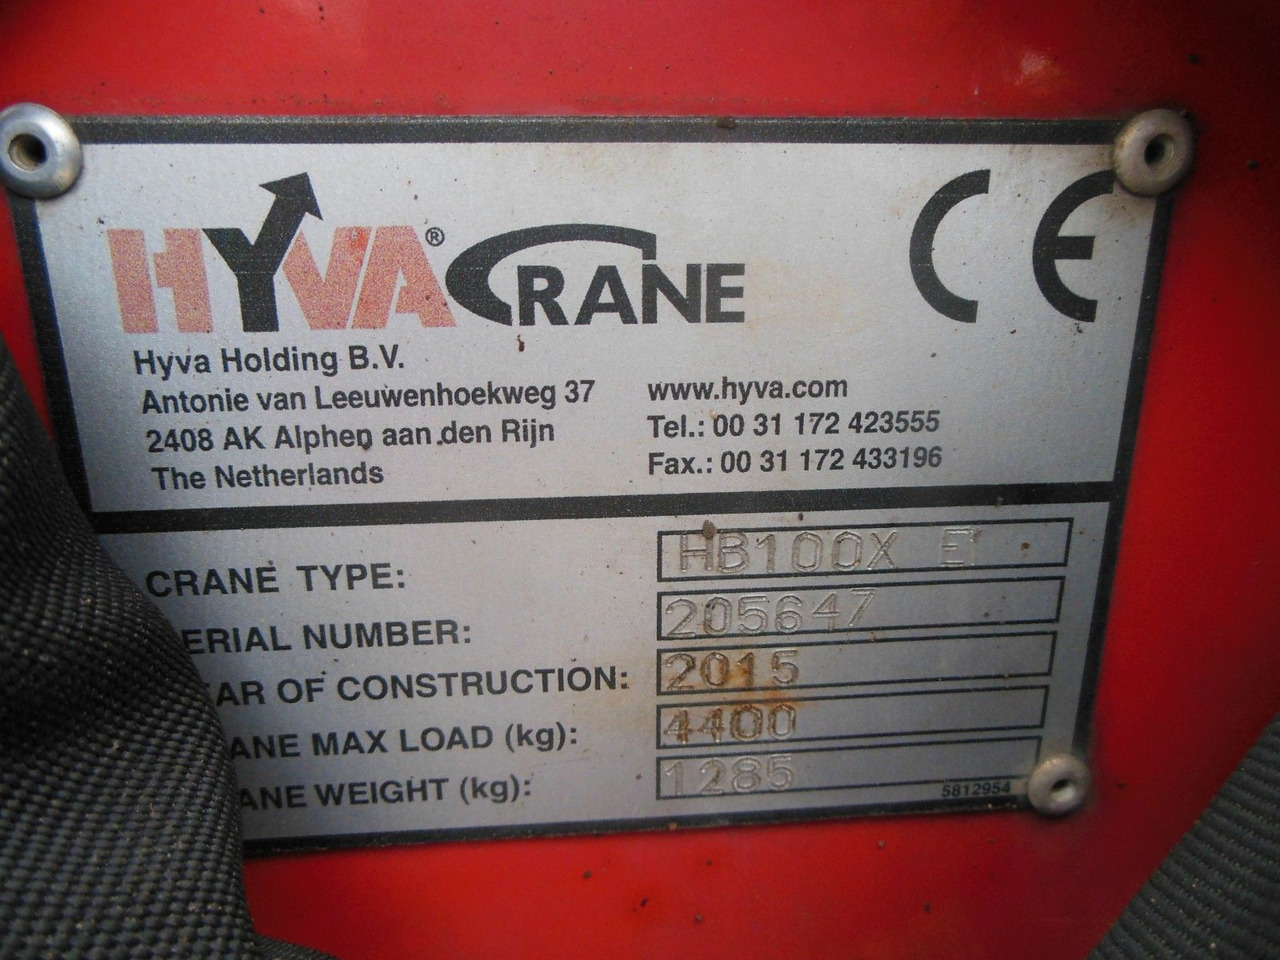 HYVA® CRANE CE
Hyva Holding B.V.
Antonie van Leeuwenhoekweg 37
2408 AK Alphen aan den Rijn
The Netherlands
www.hyva.com
Tel.: 00 31 172 423555
Fax.: 00 31 172 433196
CRANE TYPE: HB100X E1
ERIAL NUMBER: 205647
AR OF CONSTRUCTION: 2015
ANE MAX LOAD (kg): 4400
ANE WEIGHT (kg): 1285
5812954